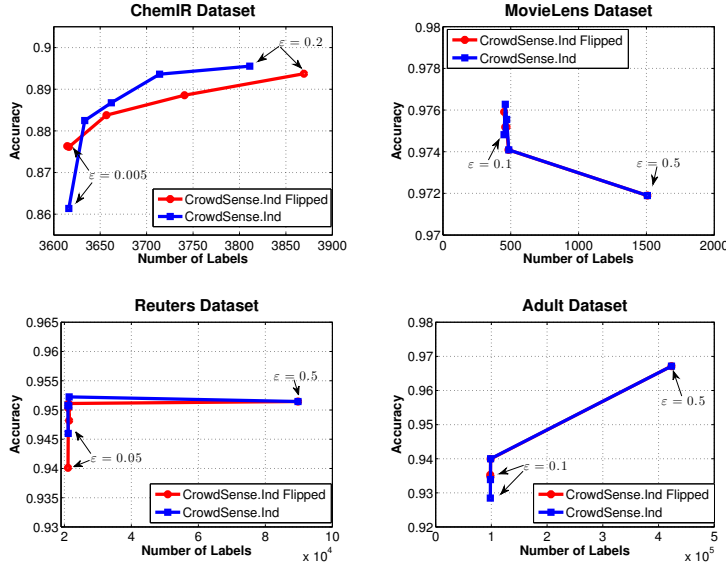 ChemIR Dataset
0.9
0.89
0.88
0.87
0.86
Accuracy
3600 3650 3700 3750 3800 3850 3900
Number of Labels
ε = 0.2
ε = 0.005
CrowdSense.Ind Flipped
CrowdSense.Ind
MovieLens Dataset
0.98
0.978
0.976
0.974
0.972
0.97
Accuracy
0 500 1000 1500 2000
Number of Labels
CrowdSense.Ind Flipped
CrowdSense.Ind
ε = 0.1
ε = 0.5
Reuters Dataset
0.965
0.96
0.955
0.95
0.945
0.94
0.935
0.93
Accuracy
2 4 6 8 10
x 10⁴
Number of Labels
ε = 0.5
ε = 0.05
CrowdSense.Ind Flipped
CrowdSense.Ind
Adult Dataset
0.98
0.97
0.96
0.95
0.94
0.93
0.92
Accuracy
0 1 2 3 4 5
x 10⁵
Number of Labels
ε = 0.5
ε = 0.1
CrowdSense.Ind Flipped
CrowdSense.Ind